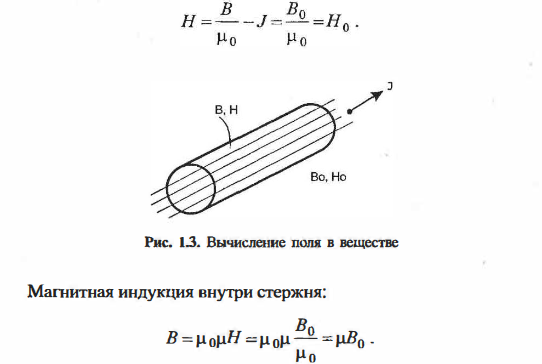 H = B/μ₀ − J = B₀/μ₀ = H₀ .
J
B, H
Bo, Ho
Рис. 1.3. Вычисление поля в веществе
Магнитная индукция внутри стержня:
B = μ₀μH = μ₀μ B₀/μ₀ = μB₀ .